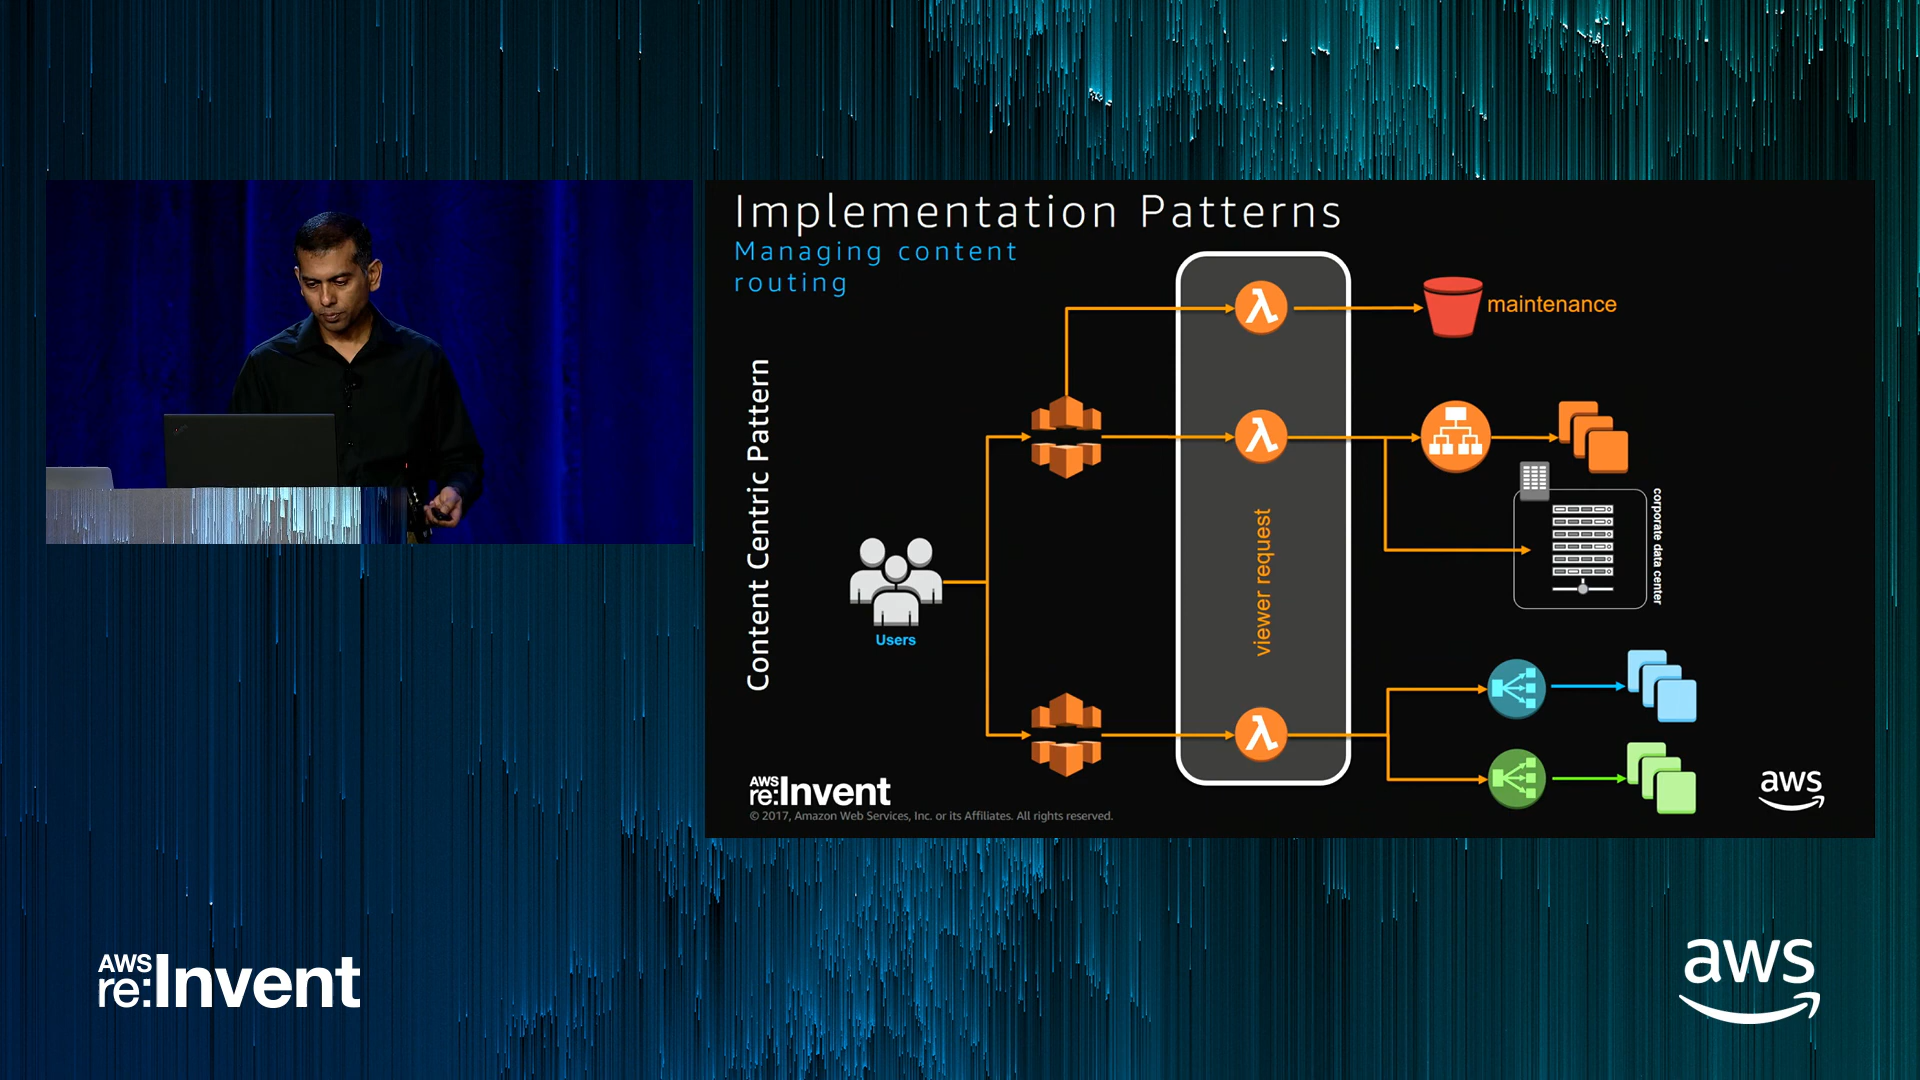 Implementation Patterns
Managing content
routing
Content Centric Pattern
Users
viewer request
maintenance
corporate data center
AWS
re:Invent
© 2017, Amazon Web Services, Inc. or its Affiliates. All rights reserved.
aws
AWS
re:Invent
aws